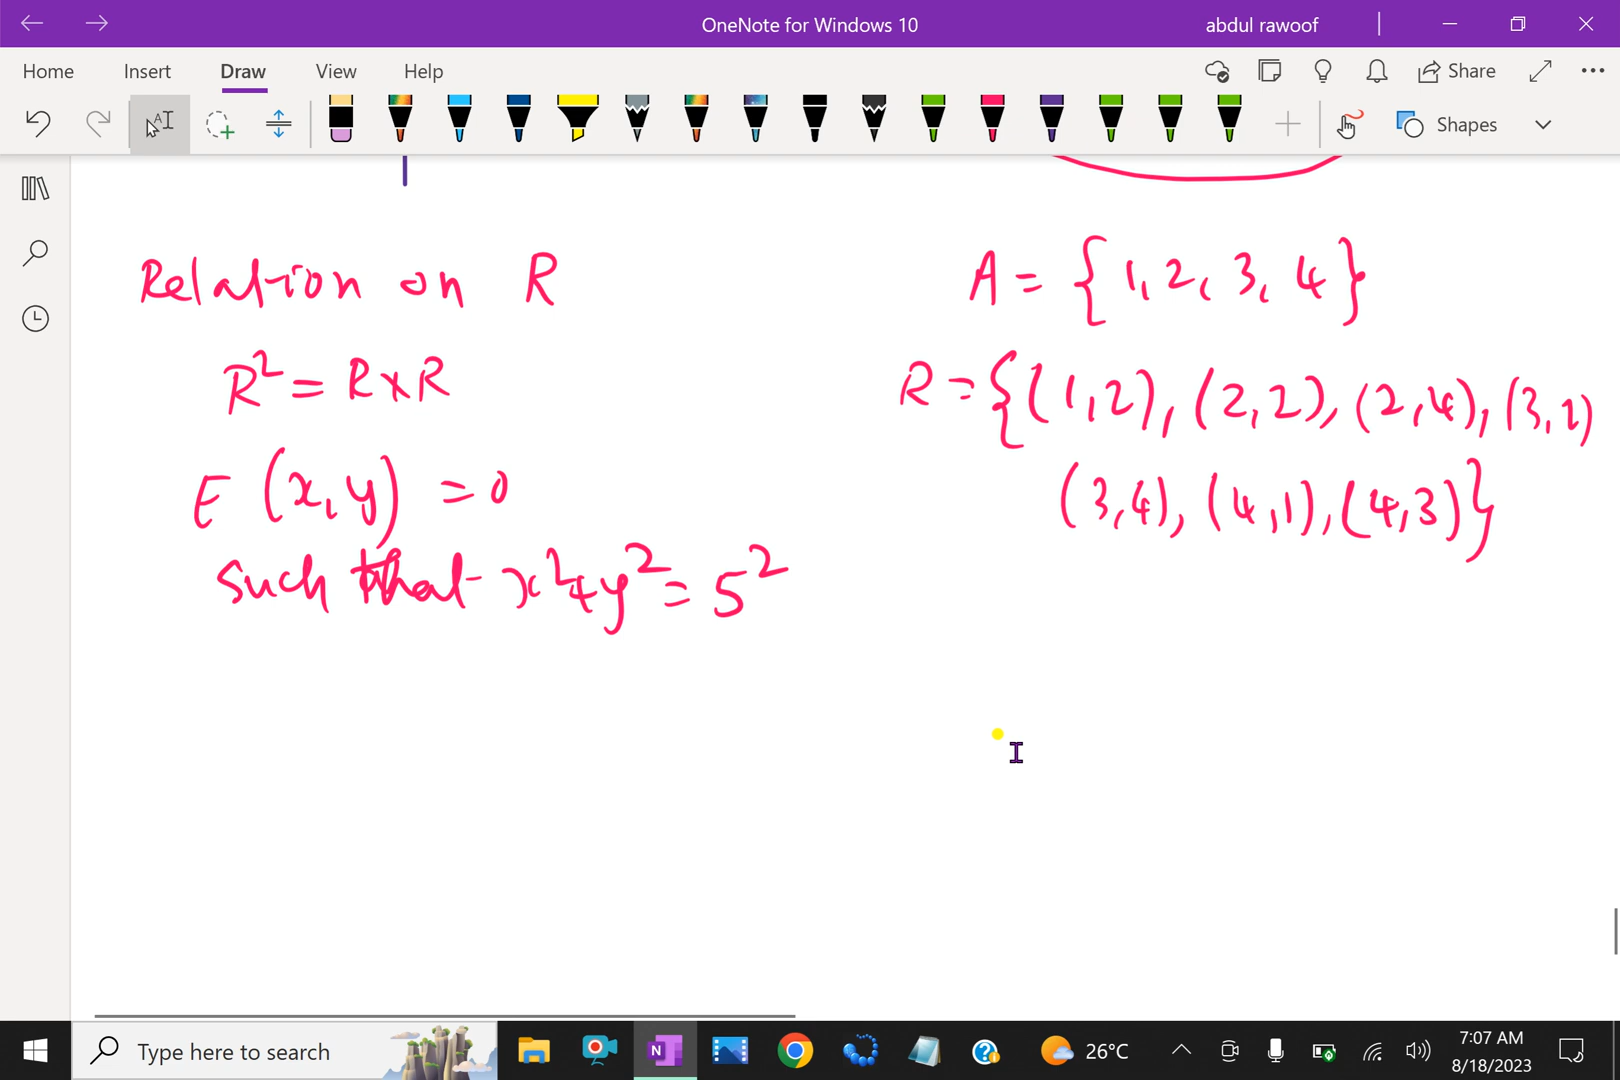 OneNote for Windows 10
abdul rawoof
Home Insert Draw View Help
Share
Shapes
Relation on R
R² = R×R
E (x,y) = 0
such that x²+y² = 5²
A = {1,2,3,4}
R = {(1,2), (2,2), (2,4), (3,2)
(3,4), (4,1), (4,3)}
Type here to search
26°C
7:07 AM
8/18/2023